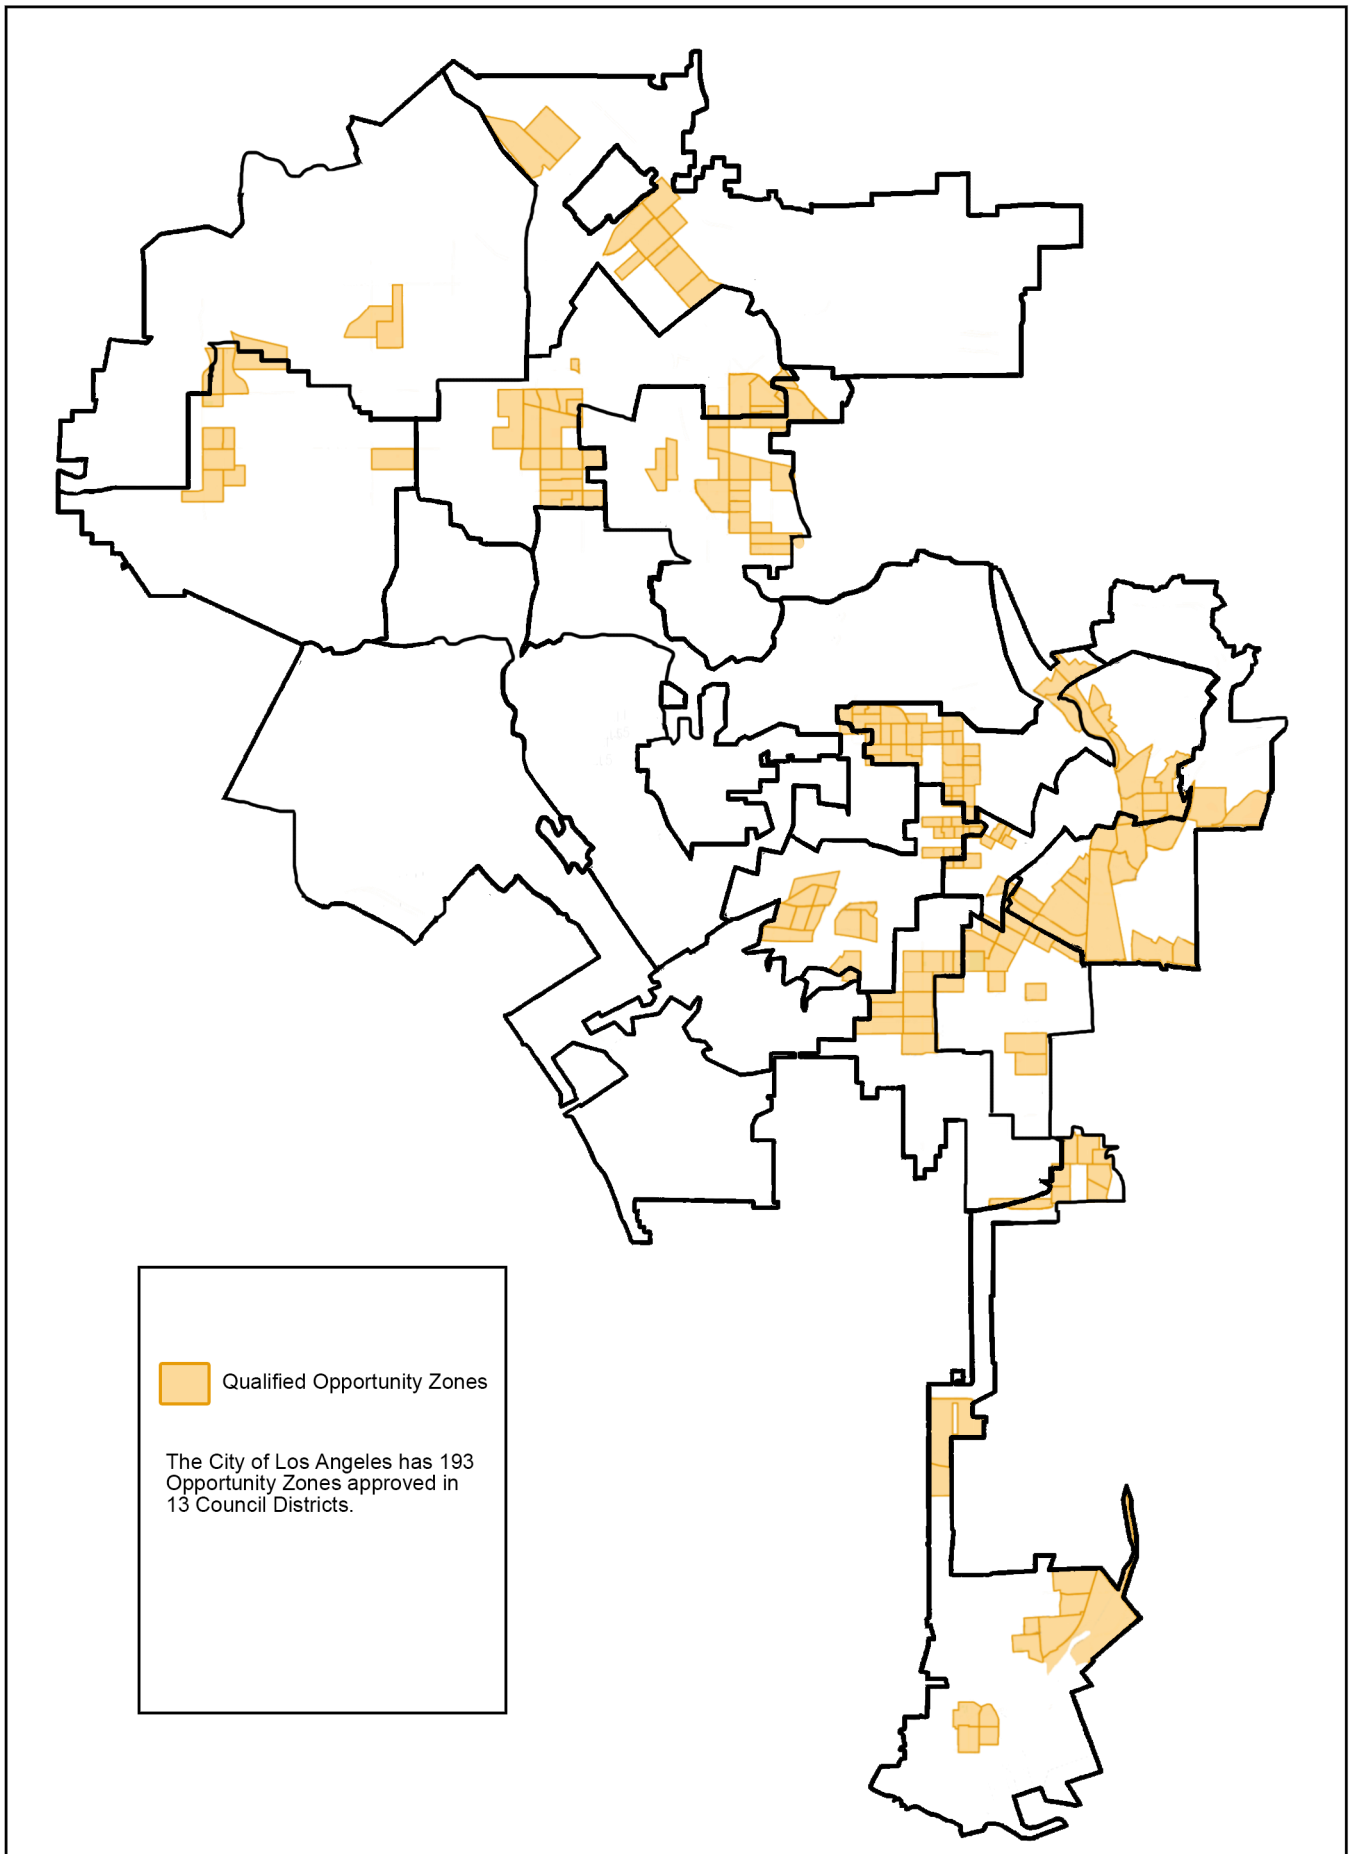 Qualified Opportunity Zones
The City of Los Angeles has 193
Opportunity Zones approved in
13 Council Districts.